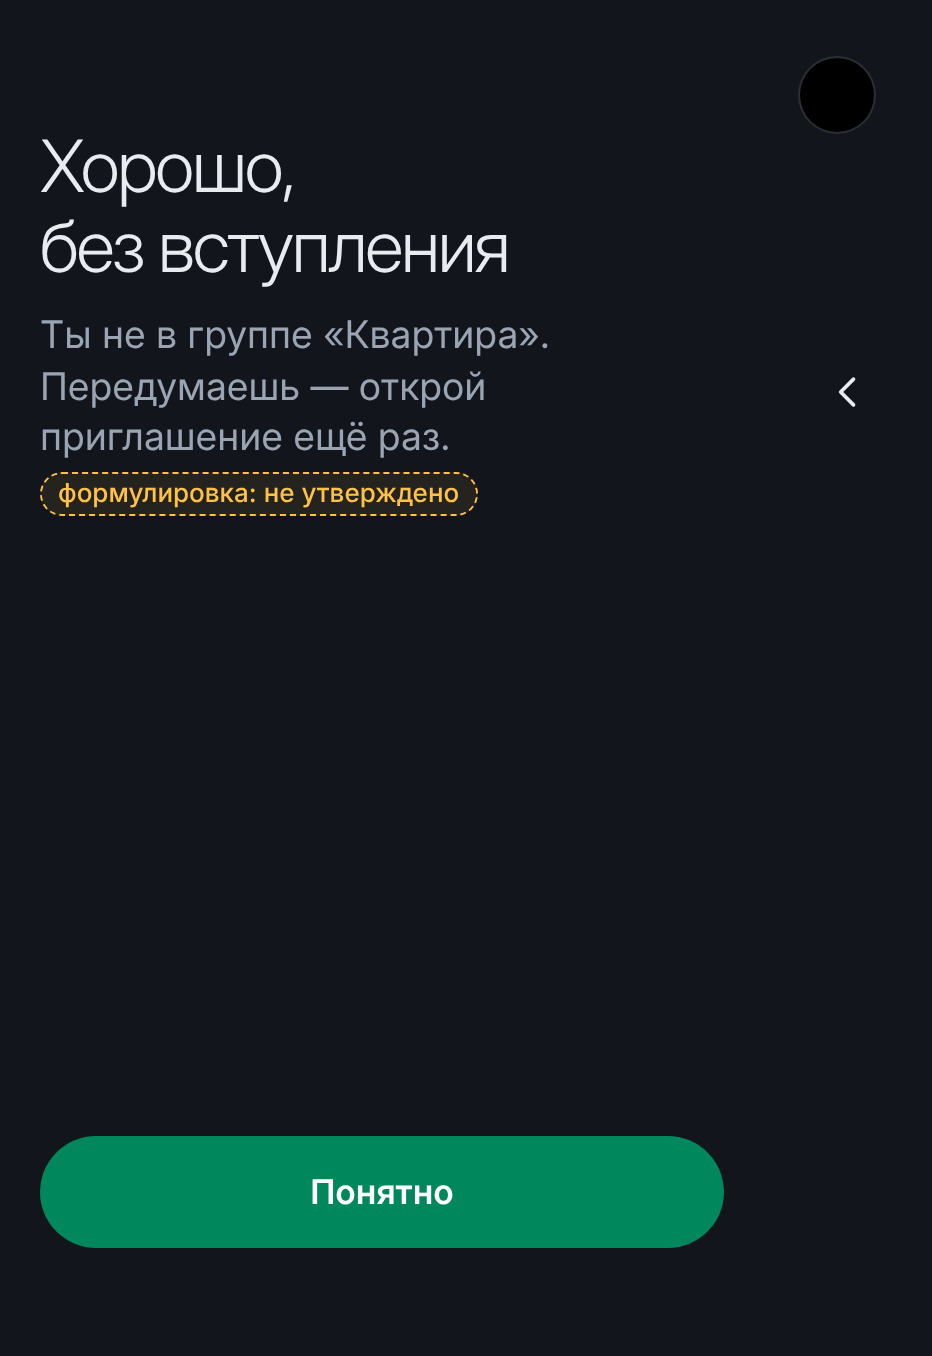 Хорошо,
без вступления
Ты не в группе «Квартира».
Передумаешь — открой
приглашение ещё раз.
формулировка: не утверждено
Понятно